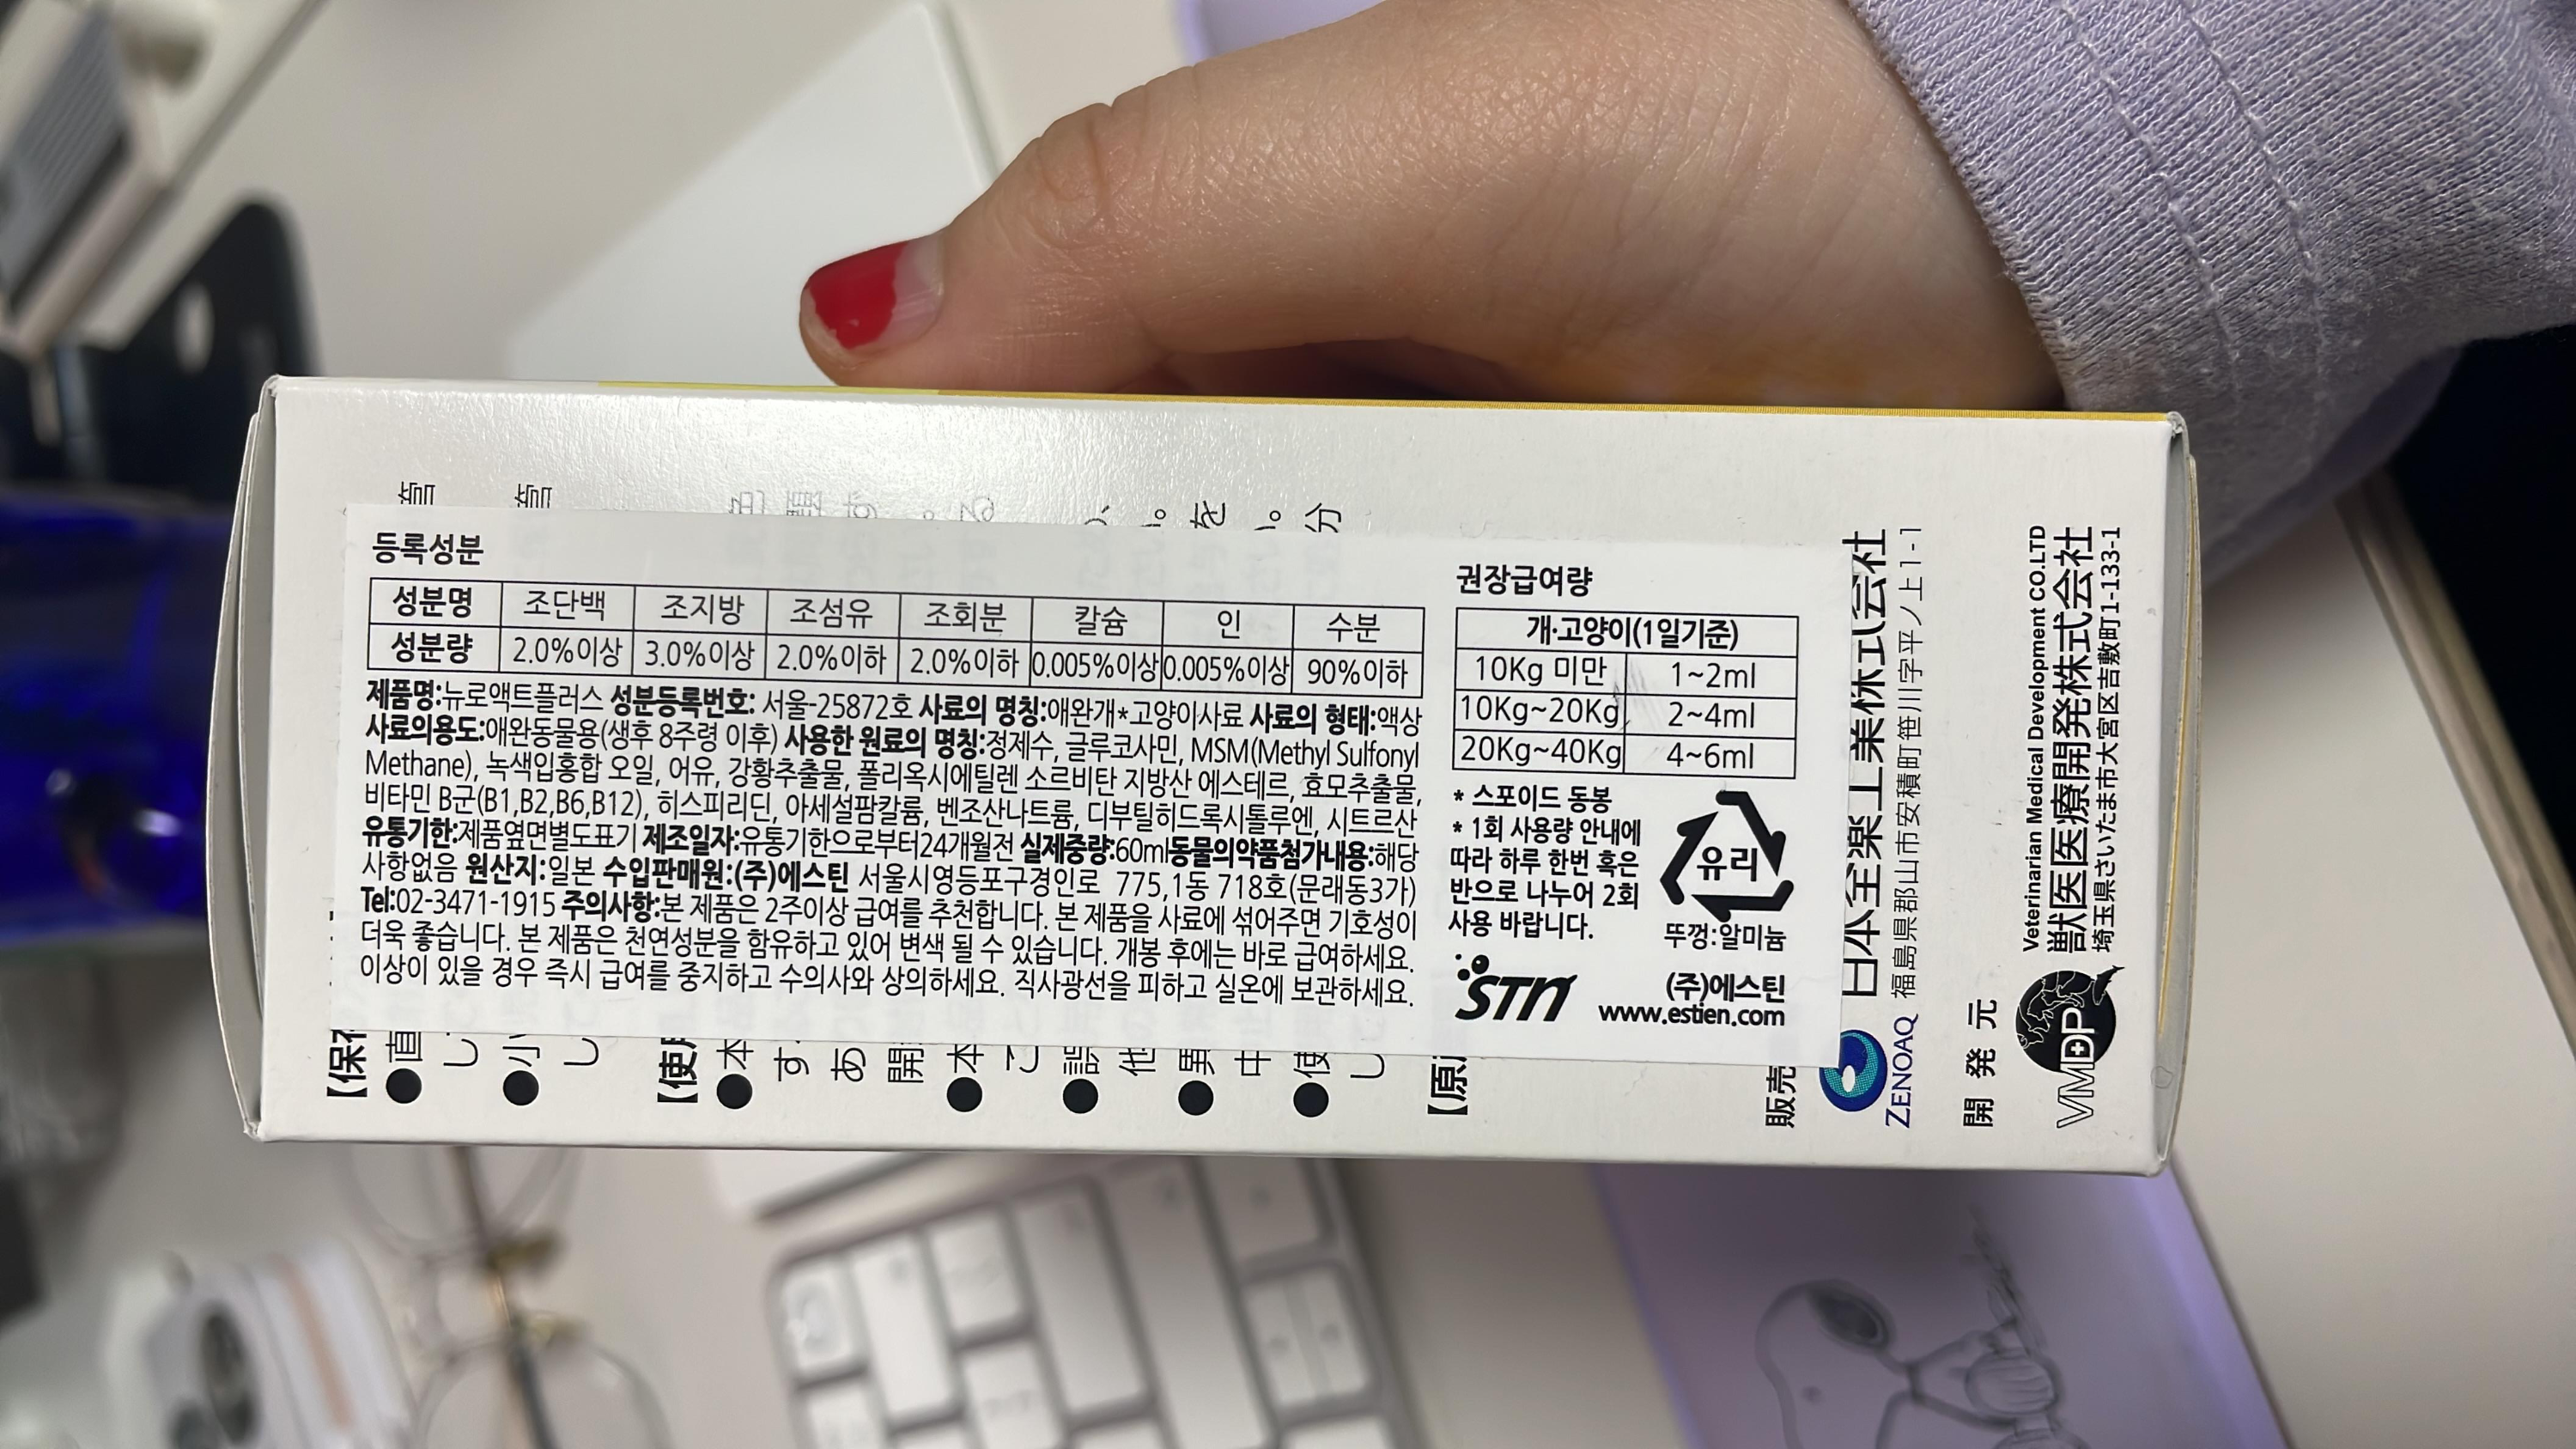 등록성분
성분명 조단백 조지방 조섬유 조회분 칼슘 인 수분
성분량 2.0%이상 3.0%이상 2.0%이하 2.0%이하 0.005%이상 0.005%이상 90%이하
제품명:뉴로액트플러스 성분등록번호: 서울-25872호 사료의 명칭:애완개*고양이사료 사료의 형태:액상
사료의용도:애완동물용(생후 8주령 이후) 사용한 원료의 명칭:정제수, 글루코사민, MSM(Methyl Sulfonyl
Methane), 녹색입홍합 오일, 어유, 강황추출물, 폴리옥시에틸렌 소르비탄 지방산 에스테르, 효모추출물,
비타민 B군(B1,B2,B6,B12), 히스피리딘, 아세설팜칼륨, 벤조산나트륨, 디부틸히드록시톨루엔, 시트르산
유통기한:제품옆면별도표기 제조일자:유통기한으로부터24개월전 실제중량:60ml동물의약품첨가내용:해당
사항없음 원산지:일본 수입판매원:(주)에스틴 서울시영등포구경인로 775,1동 718호(문래동3가)
Tel:02-3471-1915 주의사항:본 제품은 2주이상 급여를 추천합니다. 본 제품을 사료에 섞어주면 기호성이
더욱 좋습니다. 본 제품은 천연성분을 함유하고 있어 변색 될 수 있습니다. 개봉 후에는 바로 급여하세요.
이상이 있을 경우 즉시 급여를 중지하고 수의사와 상의하세요. 직사광선을 피하고 실온에 보관하세요.
권장급여량
개·고양이(1일기준)
10Kg 미만 1~2ml
10Kg~20Kg 2~4ml
20Kg~40Kg 4~6ml
* 스포이드 동봉
* 1회 사용량 안내에
따라 하루 한번 혹은
반으로 나누어 2회
사용 바랍니다.
유리
뚜껑:알미늄
STN
(주)에스틴
www.estien.com
販売
ZENOAQ
日本全薬工業株式会社
福島県郡山市安積町笹川字平ノ上1-1
開発元
VMDP
Veterinarian Medical Development CO.LTD
獣医医療開発株式会社
埼玉県さいたま市大宮区吉敷町1-133-1